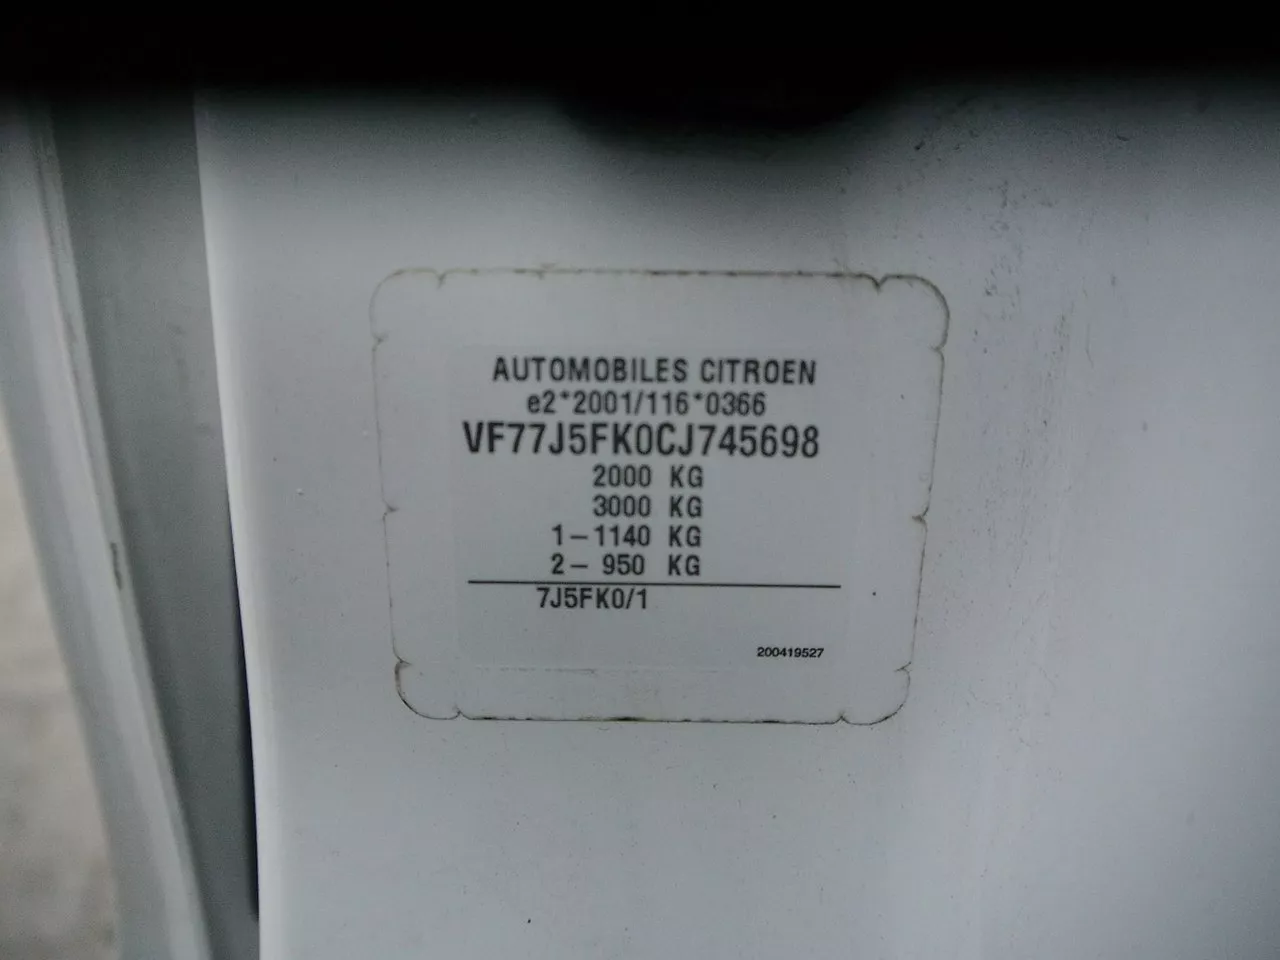 AUTOMOBILES CITROEN
e2*2001/116*0366
VF77J5FK0CJ745698
2000 KG
3000 KG
1-1140 KG
2- 950 KG
7J5FK0/1
200419527